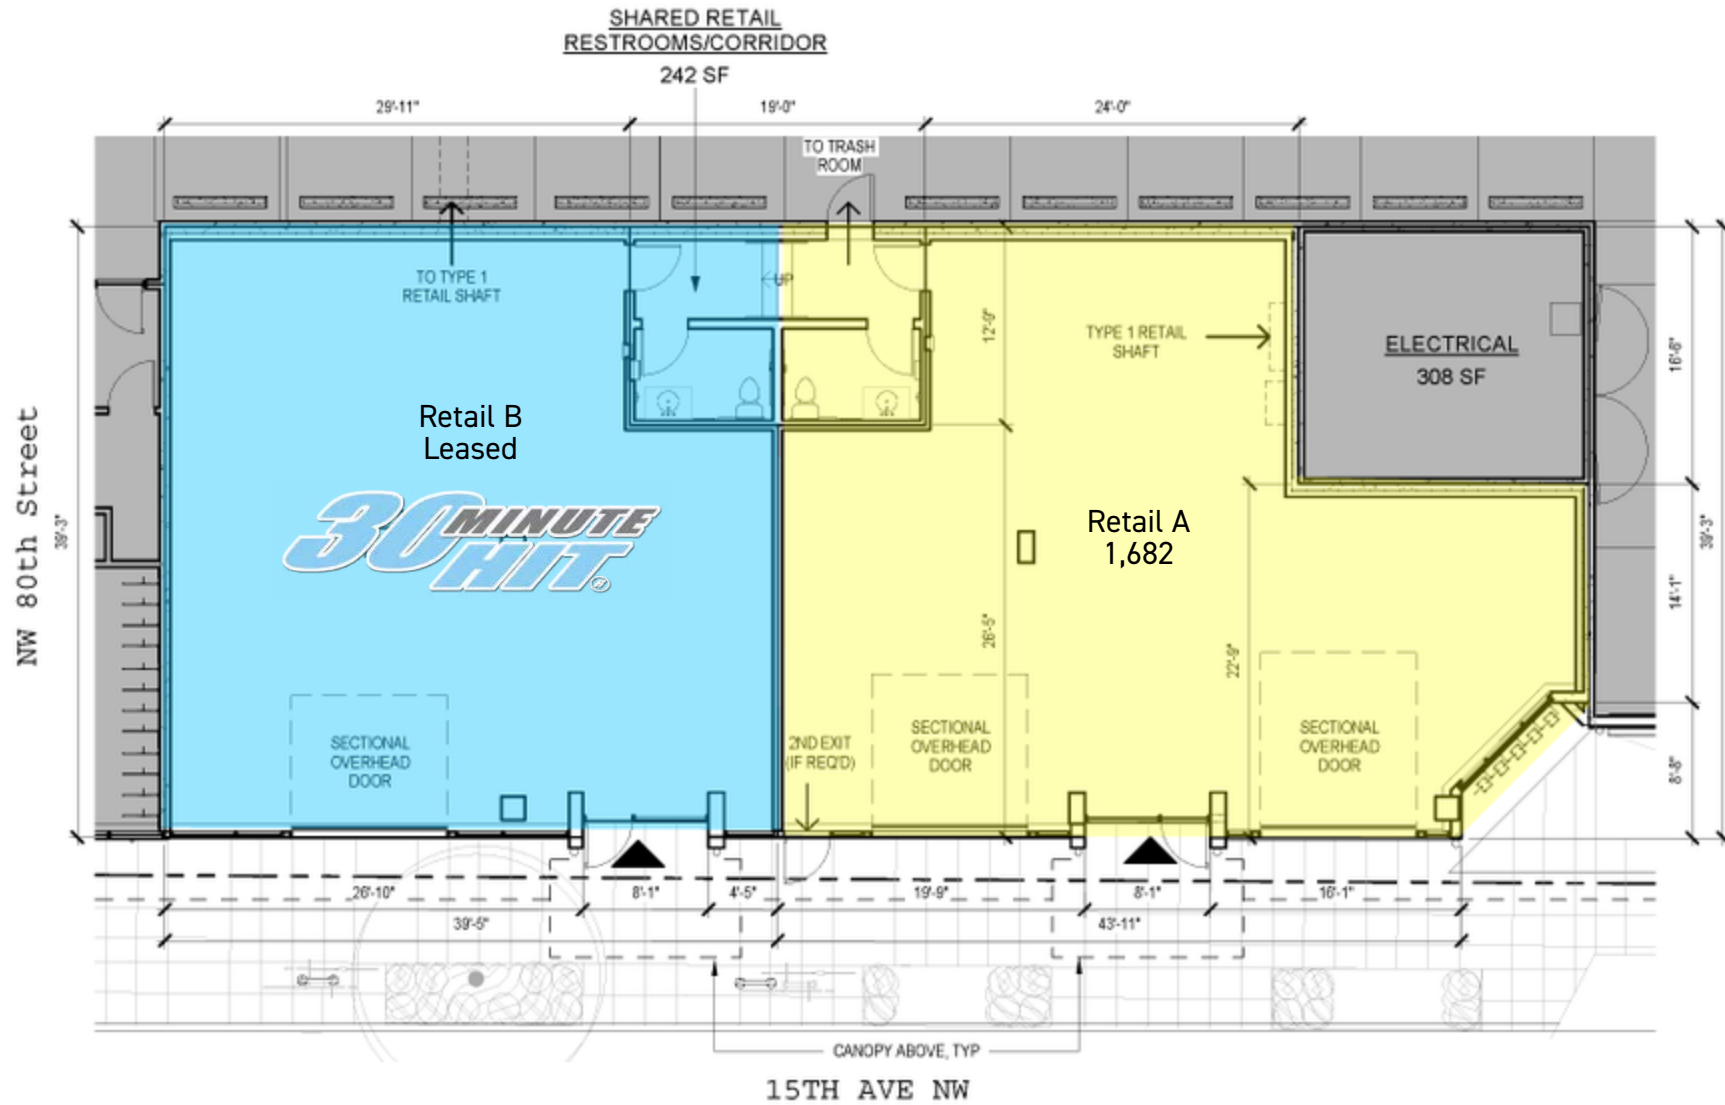 SHARED RETAIL
RESTROOMS/CORRIDOR
242 SF
29'-11"
19'-0"
24'-0"
TO TRASH
ROOM
TO TYPE 1
RETAIL SHAFT
UP
12'-9"
TYPE 1 RETAIL
SHAFT
ELECTRICAL
308 SF
16'-6"
NW 80th Street
39'-3"
Retail B
Leased
30 MINUTE
HIT®
Retail A
1,682
39'-3"
14'-1"
26'-5"
22'-9"
8'-8"
SECTIONAL
OVERHEAD
DOOR
2ND EXIT
(IF REQ'D)
SECTIONAL
OVERHEAD
DOOR
SECTIONAL
OVERHEAD
DOOR
26'-10"
8'-1"
4'-5"
19'-9"
8'-1"
16'-1"
39'-5"
43'-11"
CANOPY ABOVE, TYP
15TH AVE NW